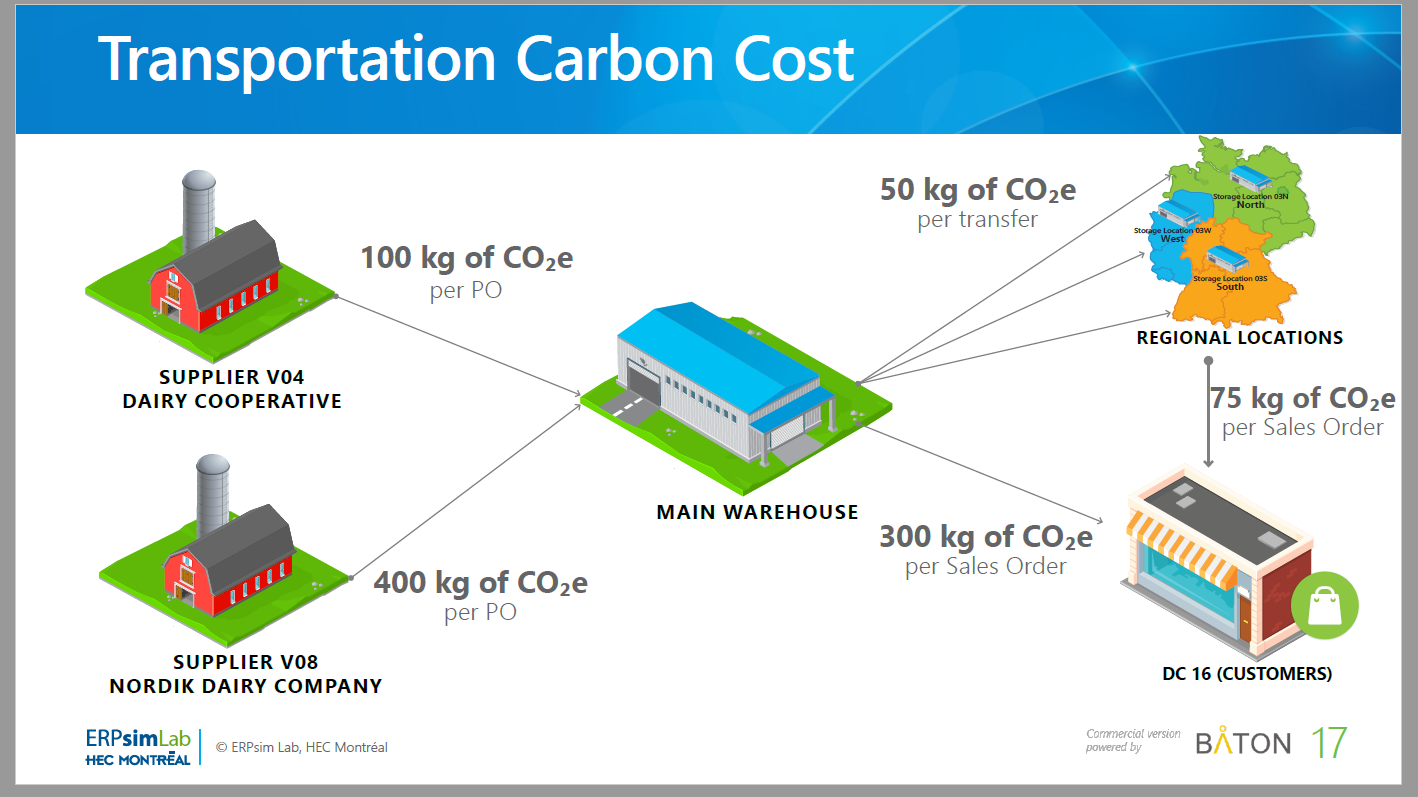 Transportation Carbon Cost
100 kg of CO₂e
per PO
SUPPLIER V04
DAIRY COOPERATIVE
400 kg of CO₂e
per PO
SUPPLIER V08
NORDIK DAIRY COMPANY
MAIN WAREHOUSE
50 kg of CO₂e
per transfer
Storage Location 03N
North
Storage Location 03W
West
Storage Location 03S
South
REGIONAL LOCATIONS
75 kg of CO₂e
per Sales Order
300 kg of CO₂e
per Sales Order
DC 16 (CUSTOMERS)
ERPsimLab
HEC MONTRĒAL
© ERPsim Lab, HEC Montréal
Commercial version
powered by
BÅTON
17